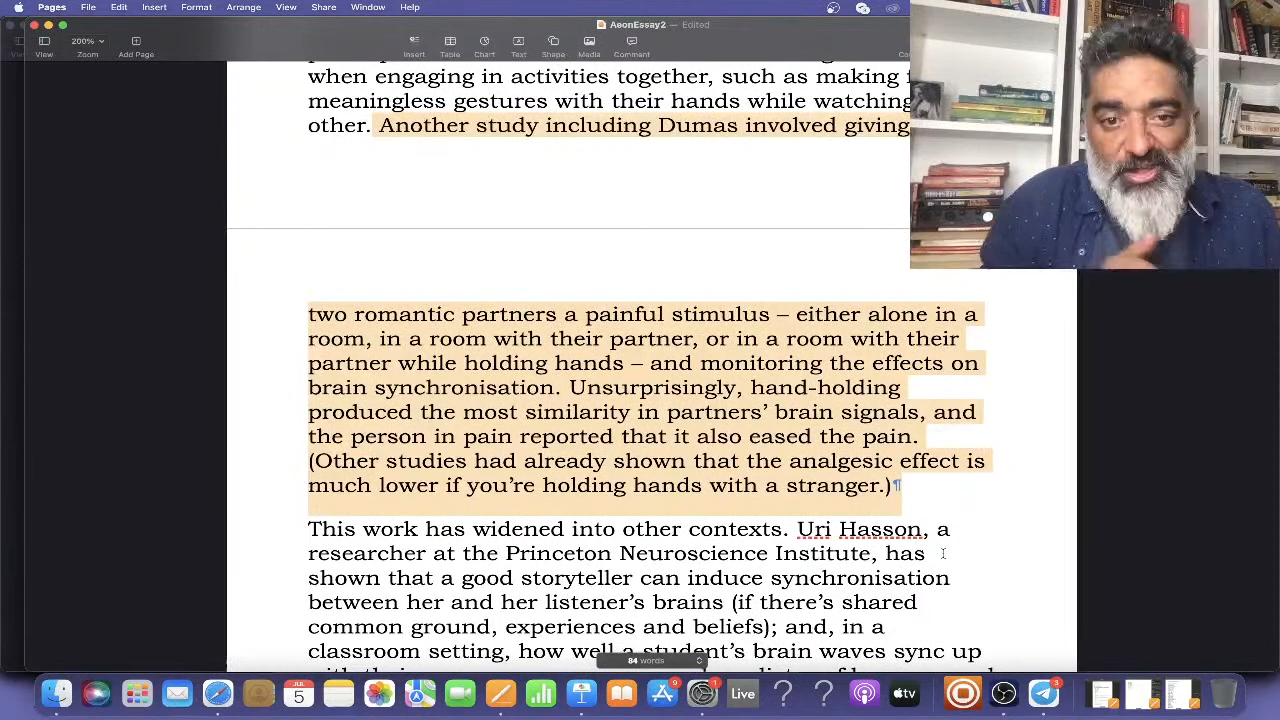 Pages File Edit Insert Format Arrange View Share Window Help
AeonEssay2 — Edited
200%
View Zoom Add Page Insert Table Chart Text Shape Media Comment
when engaging in activities together, such as making
meaningless gestures with their hands while watching
other. Another study including Dumas involved giving
two romantic partners a painful stimulus – either alone in a
room, in a room with their partner, or in a room with their
partner while holding hands – and monitoring the effects on
brain synchronisation. Unsurprisingly, hand-holding
produced the most similarity in partners’ brain signals, and
the person in pain reported that it also eased the pain.
(Other studies had already shown that the analgesic effect is
much lower if you’re holding hands with a stranger.)¶
This work has widened into other contexts. Uri Hasson, a
researcher at the Princeton Neuroscience Institute, has
shown that a good storyteller can induce synchronisation
between her and her listener’s brains (if there’s shared
common ground, experiences and beliefs); and, in a
classroom setting, how well a student’s brain waves sync up
84 words
JUL
5
9
1
Live
tv
3